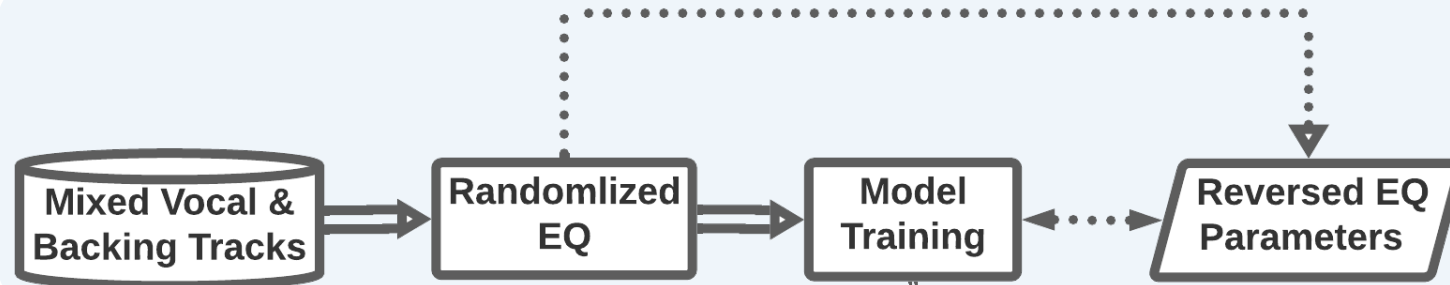 Mixed Vocal &
Backing Tracks
Randomlized
EQ
Model
Training
Reversed EQ
Parameters